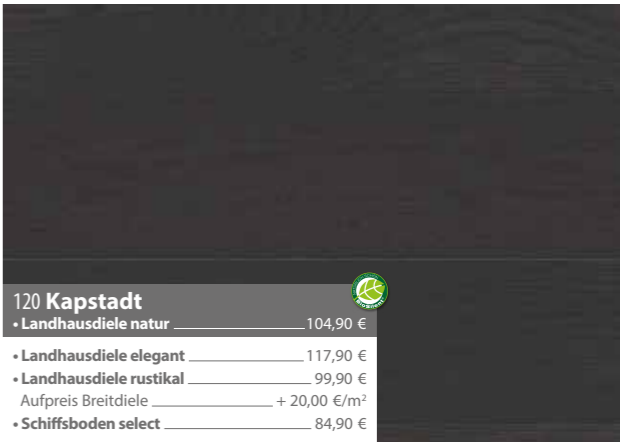 120 Kapstadt
• Landhausdiele natur 104,90 €
• Landhausdiele elegant 117,90 €
• Landhausdiele rustikal 99,90 €
Aufpreis Breitdiele + 20,00 €/m²
• Schiffsboden select 84,90 €